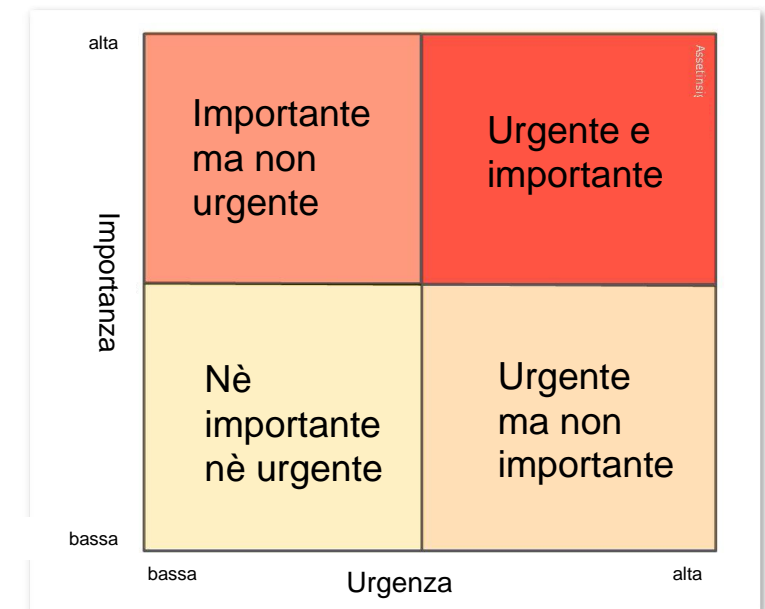 alta
Importante
ma non
urgente
Urgente e
importante
Importanza
Nè
importante
nè urgente
Urgente
ma non
importante
bassa
bassa
Urgenza
alta